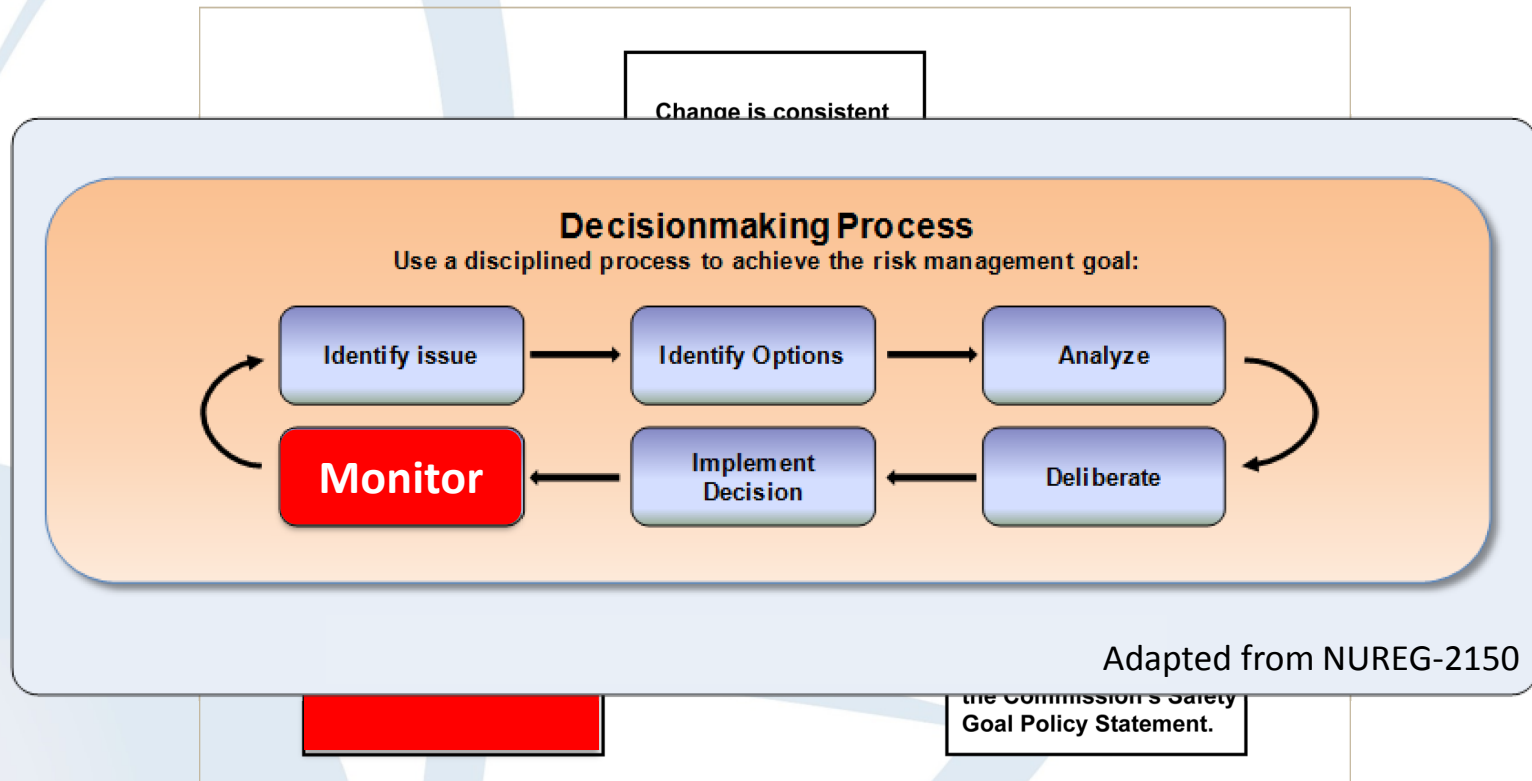 Change is consistent
Decisionmaking Process
Use a disciplined process to achieve the risk management goal:
Identify issue
Identify Options
Analyze
Monitor
Implement
Decision
Deliberate
Adapted from NUREG-2150
the Commission's Safety
Goal Policy Statement.